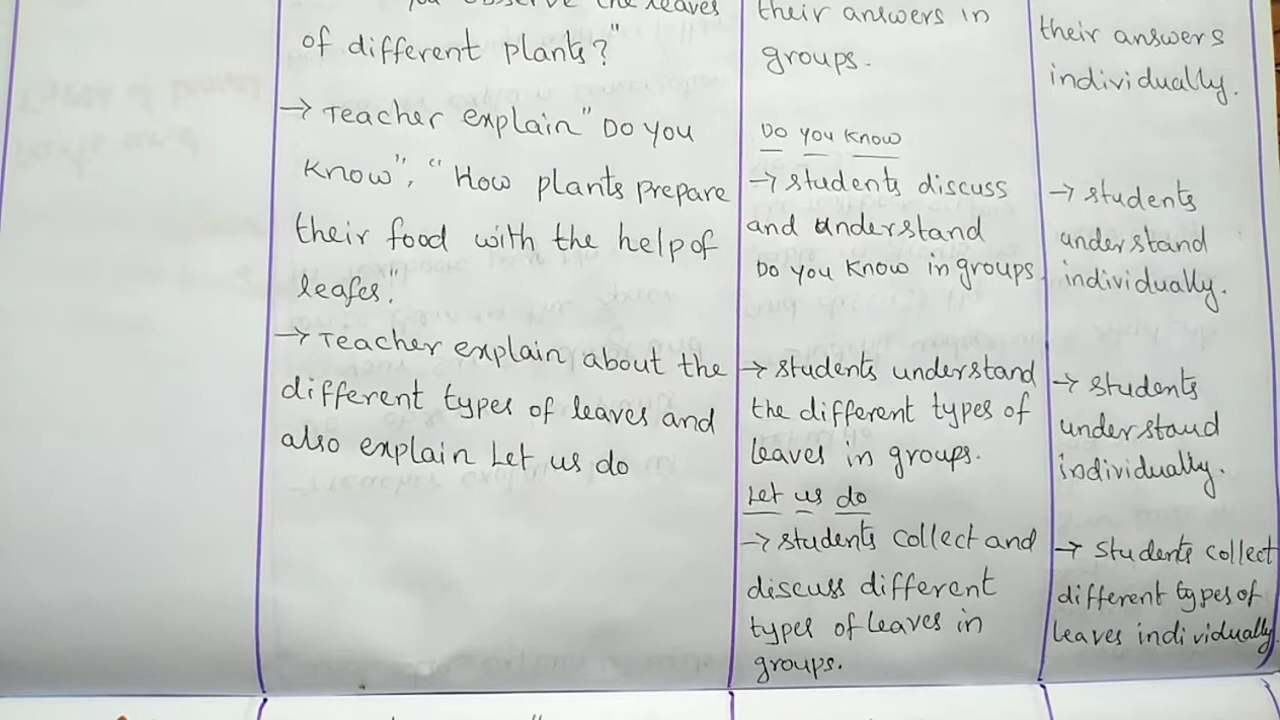 you observe the leaves
of different plants?"
→ Teacher explain "Do you
know", "How plants prepare
their food with the help of
leafes."
→ Teacher explain about the
different types of leaves and
also explain Let us do
their answers in
groups.
Do you know
→ students discuss
and understand
Do you know in groups.
→ students understand
the different types of
leaves in groups.
Let us do
→ students collect and
discuss different
types of leaves in
groups.
their answers
individually.
→ students
understand
individually.
→ students
understand
individually.
→ students collect
different types of
leaves individually